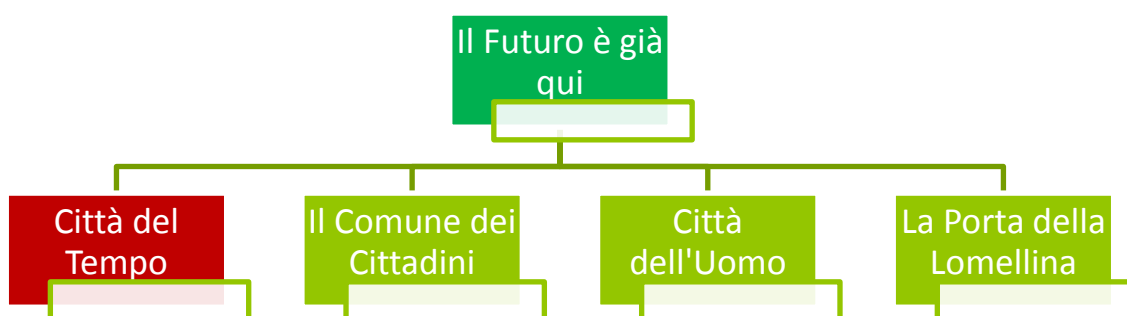 Il Futuro è già
qui
Città del
Tempo
Il Comune dei
Cittadini
Città
dell'Uomo
La Porta della
Lomellina